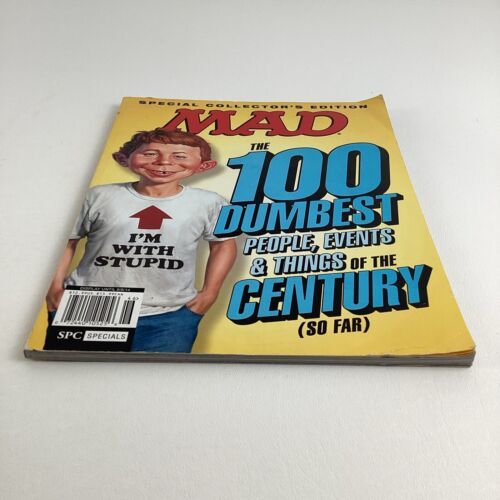 SPECIAL COLLECTOR'S EDITION
MAD
THE
100
DUMBEST
PEOPLE, EVENTS
& THINGS OF THE
CENTURY
(SO FAR)
I'M
WITH
STUPID
SPC SPECIALS